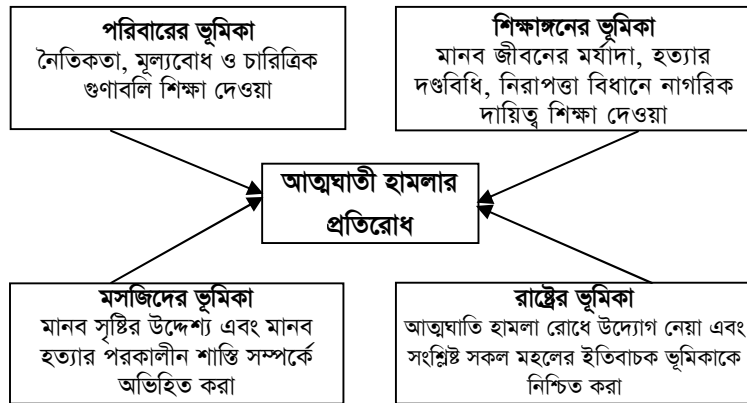 পরিবারের ভূমিকা
নৈতিকতা, মূল্যবোধ ও চারিত্রিক
গুণাবলি শিক্ষা দেওয়া
শিক্ষাঙ্গনের ভূমিকা
মানব জীবনের মর্যাদা, হত্যার
দণ্ডবিধি, নিরাপত্তা বিধানে নাগরিক
দায়িত্ব শিক্ষা দেওয়া
আত্মঘাতী হামলার
প্রতিরোধ
মসজিদের ভূমিকা
মানব সৃষ্টির উদ্দেশ্য এবং মানব
হত্যার পরকালীন শাস্তি সম্পর্কে
অভিহিত করা
রাষ্ট্রের ভূমিকা
আত্মঘাতি হামলা রোধে উদ্যোগ নেয়া এবং
সংশ্লিষ্ট সকল মহলের ইতিবাচক ভূমিকাকে
নিশ্চিত করা